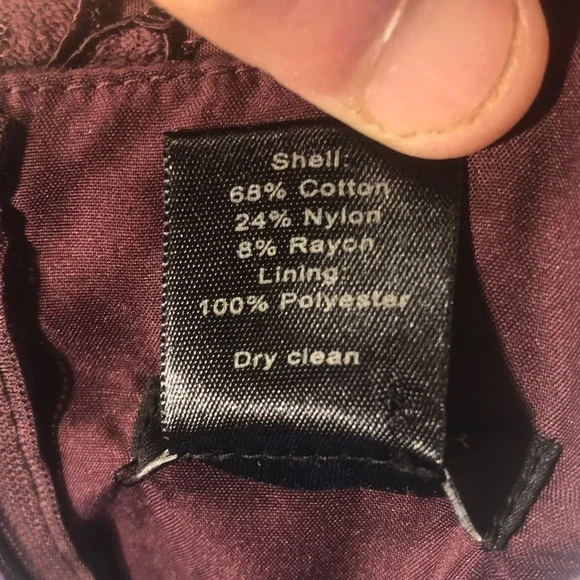 Shell:
68% Cotton
24% Nylon
8% Rayon
Lining:
100% Polyester
Dry clean